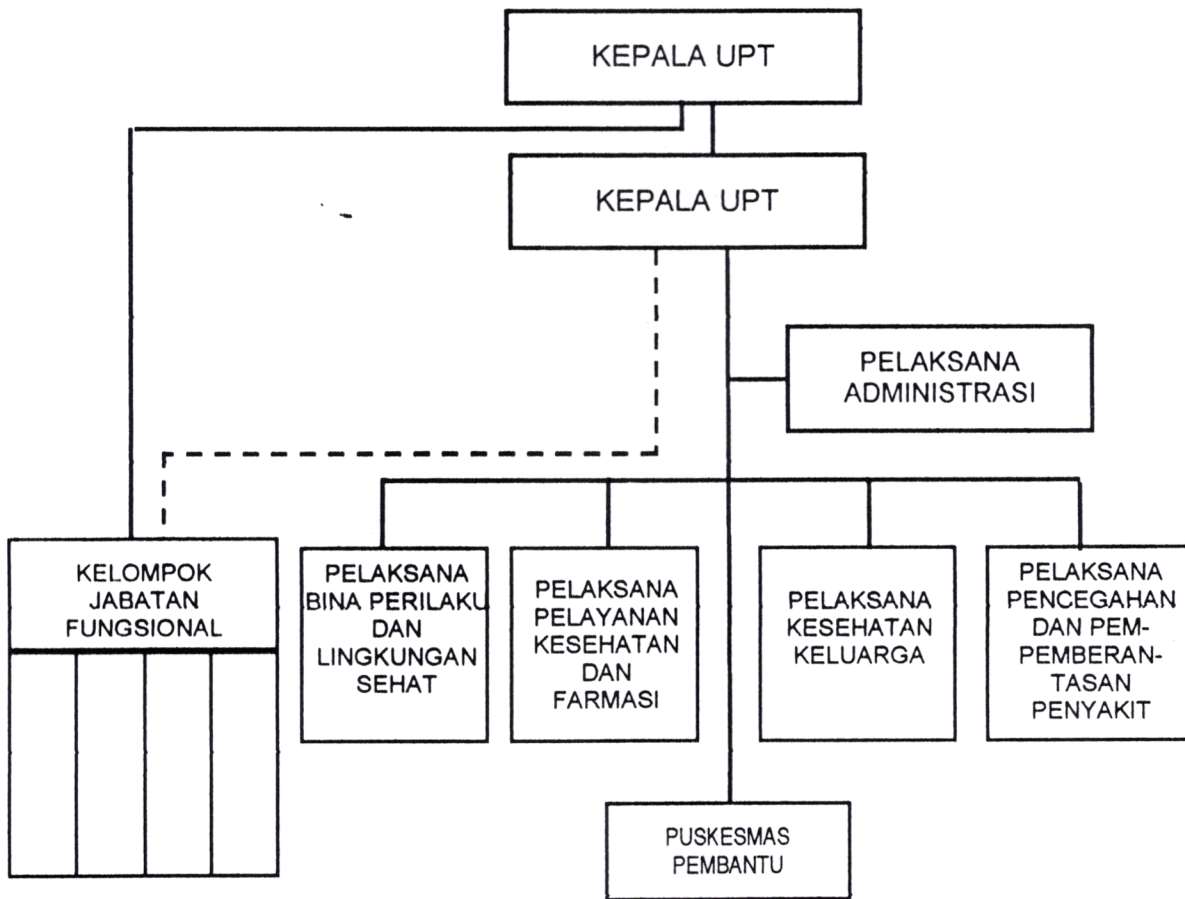 KEPALA UPT
KEPALA UPT
PELAKSANA
ADMINISTRASI
KELOMPOK
JABATAN
FUNGSIONAL
PELAKSANA
BINA PERILAKU
DAN
LINGKUNGAN
SEHAT
PELAKSANA
PELAYANAN
KESEHATAN
DAN
FARMASI
PELAKSANA
KESEHATAN
KELUARGA
PELAKSANA
PENCEGAHAN
DAN PEM-
PEMBERAN-
TASAN
PENYAKIT
PUSKESMAS
PEMBANTU